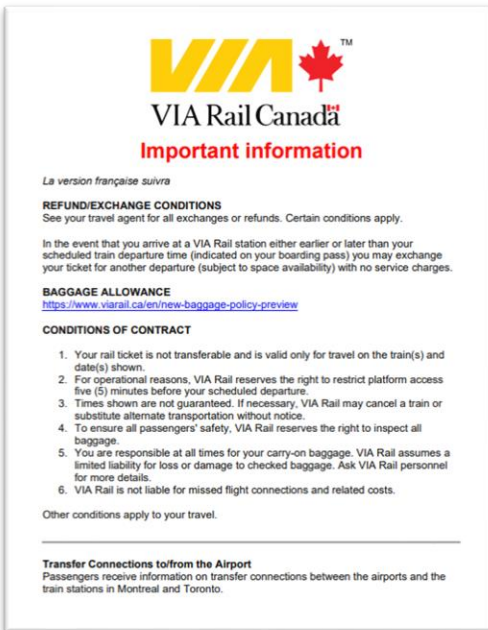 VIA TM
VIA Rail Canada
Important information
La version française suivra
REFUND/EXCHANGE CONDITIONS
See your travel agent for all exchanges or refunds. Certain conditions apply.
In the event that you arrive at a VIA Rail station either earlier or later than your
scheduled train departure time (indicated on your boarding pass) you may exchange
your ticket for another departure (subject to space availability) with no service charges.
BAGGAGE ALLOWANCE
https://www.viarail.ca/en/new-baggage-policy-preview
CONDITIONS OF CONTRACT
1. Your rail ticket is not transferable and is valid only for travel on the train(s) and
date(s) shown.
2. For operational reasons, VIA Rail reserves the right to restrict platform access
five (5) minutes before your scheduled departure.
3. Times shown are not guaranteed. If necessary, VIA Rail may cancel a train or
substitute alternate transportation without notice.
4. To ensure all passengers' safety, VIA Rail reserves the right to inspect all
baggage.
5. You are responsible at all times for your carry-on baggage. VIA Rail assumes a
limited liability for loss or damage to checked baggage. Ask VIA Rail personnel
for more details.
6. VIA Rail is not liable for missed flight connections and related costs.
Other conditions apply to your travel.
Transfer Connections to/from the Airport
Passengers receive information on transfer connections between the airports and the
train stations in Montreal and Toronto.